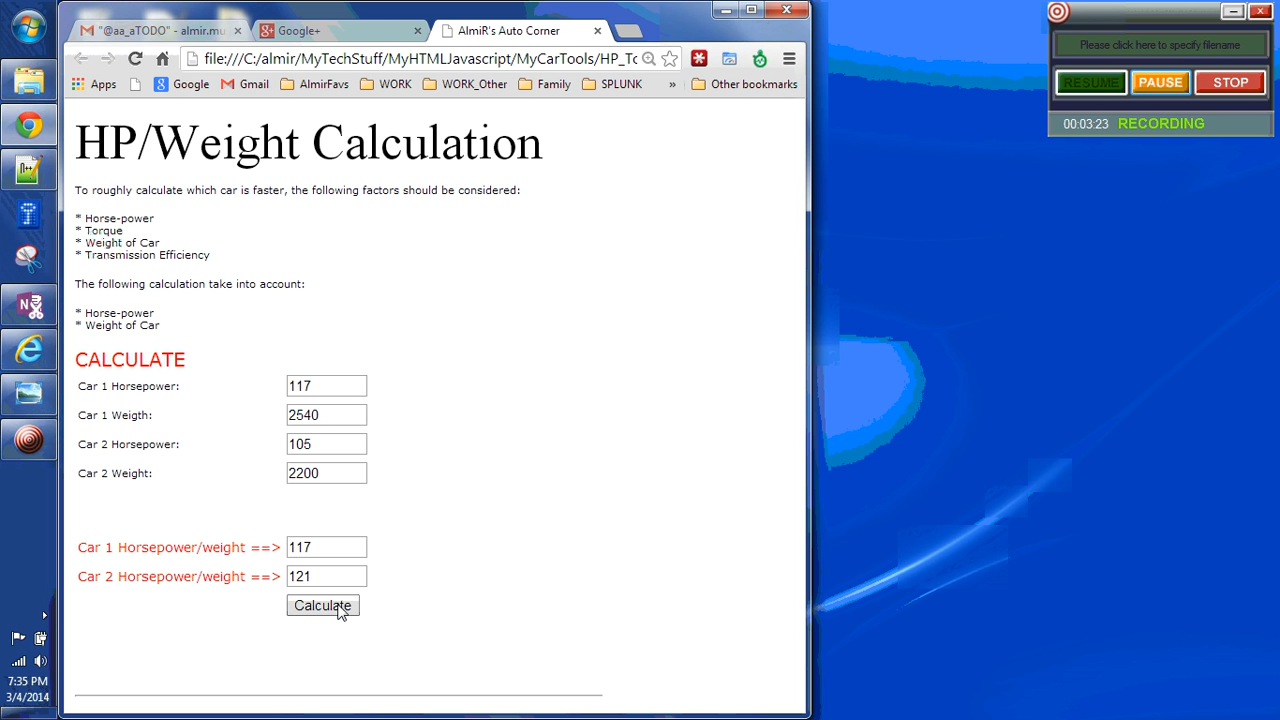 "@aa_aTODO" - almir.mu
Google+
AlmiR's Auto Corner
file:///C:/almir/MyTechStuff/MyHTMLJavascript/MyCarTools/HP_Tc
Apps
Google
Gmail
AlmirFavs
WORK
WORK_Other
Family
SPLUNK
»
Other bookmarks
HP/Weight Calculation
To roughly calculate which car is faster, the following factors should be considered:
* Horse-power
* Torque
* Weight of Car
* Transmission Efficiency
The following calculation take into account:
* Horse-power
* Weight of Car
CALCULATE
Car 1 Horsepower: 117
Car 1 Weigth: 2540
Car 2 Horsepower: 105
Car 2 Weight: 2200
Car 1 Horsepower/weight ==> 117
Car 2 Horsepower/weight ==> 121
Calculate
Please click here to specify filename
RESUME
PAUSE
STOP
00:03:23 RECORDING
7:35 PM
3/4/2014